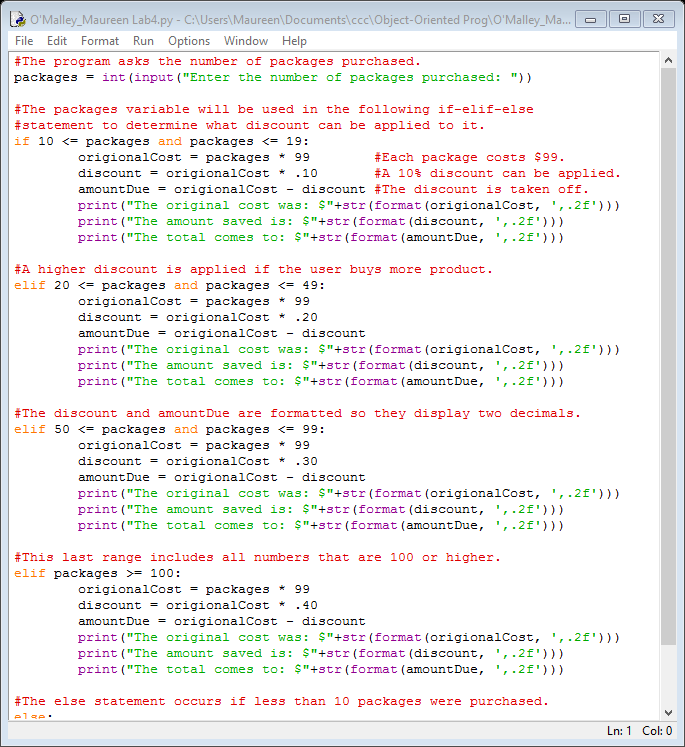 O'Malley_Maureen Lab4.py - C:\Users\Maureen\Documents\ccc\Object-Oriented Prog\O'Malley_Ma...
File Edit Format Run Options Window Help
#The program asks the number of packages purchased.
packages = int(input("Enter the number of packages purchased: "))

#The packages variable will be used in the following if-elif-else
#statement to determine what discount can be applied to it.
if 10 <= packages and packages <= 19:
        origionalCost = packages * 99        #Each package costs $99.
        discount = origionalCost * .10       #A 10% discount can be applied.
        amountDue = origionalCost - discount #The discount is taken off.
        print("The original cost was: $"+str(format(origionalCost, ',.2f')))
        print("The amount saved is: $"+str(format(discount, ',.2f')))
        print("The total comes to: $"+str(format(amountDue, ',.2f')))

#A higher discount is applied if the user buys more product.
elif 20 <= packages and packages <= 49:
        origionalCost = packages * 99
        discount = origionalCost * .20
        amountDue = origionalCost - discount
        print("The original cost was: $"+str(format(origionalCost, ',.2f')))
        print("The amount saved is: $"+str(format(discount, ',.2f')))
        print("The total comes to: $"+str(format(amountDue, ',.2f')))

#The discount and amountDue are formatted so they display two decimals.
elif 50 <= packages and packages <= 99:
        origionalCost = packages * 99
        discount = origionalCost * .30
        amountDue = origionalCost - discount
        print("The original cost was: $"+str(format(origionalCost, ',.2f')))
        print("The amount saved is: $"+str(format(discount, ',.2f')))
        print("The total comes to: $"+str(format(amountDue, ',.2f')))

#This last range includes all numbers that are 100 or higher.
elif packages >= 100:
        origionalCost = packages * 99
        discount = origionalCost * .40
        amountDue = origionalCost - discount
        print("The original cost was: $"+str(format(origionalCost, ',.2f')))
        print("The amount saved is: $"+str(format(discount, ',.2f')))
        print("The total comes to: $"+str(format(amountDue, ',.2f')))

#The else statement occurs if less than 10 packages were purchased.
else:
Ln: 1 Col: 0